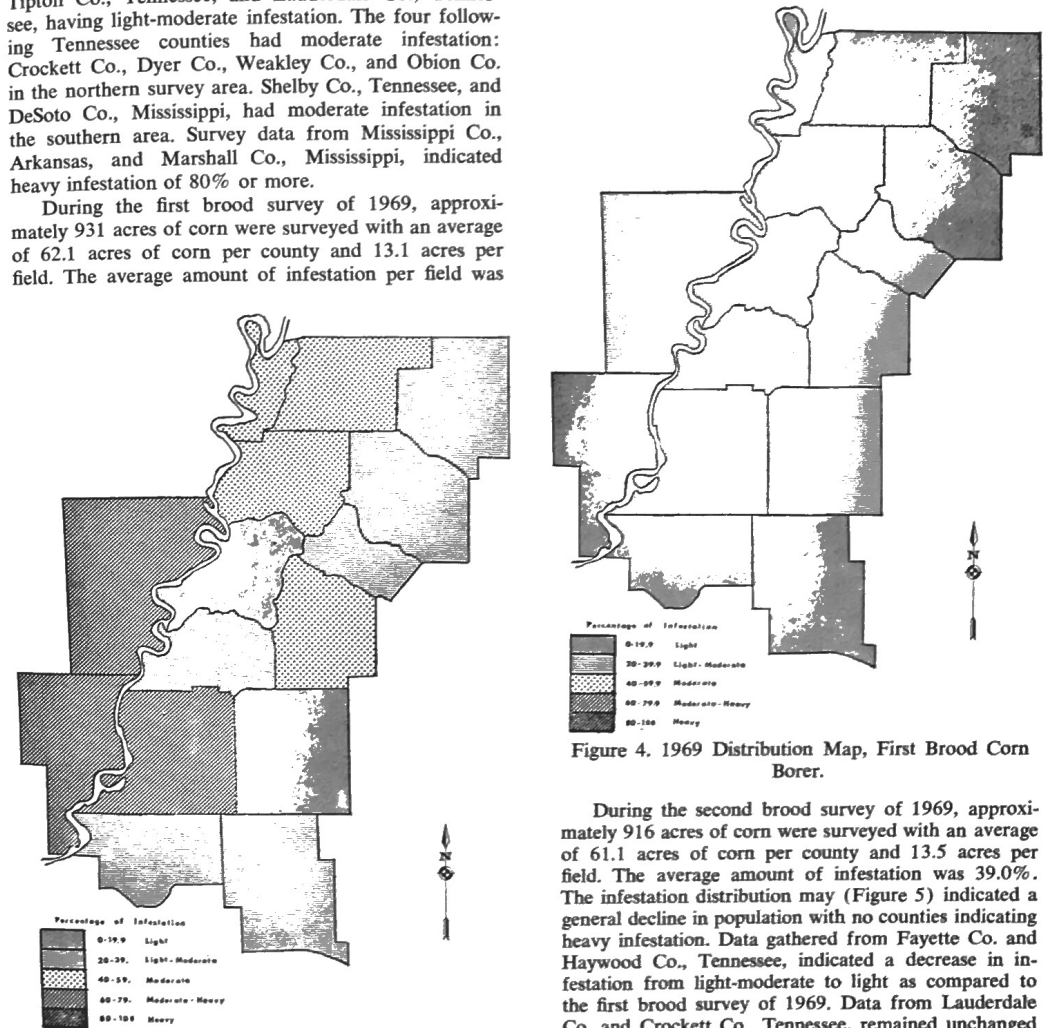 Tipton Co., Tennessee, and Lauderdale Co., Tennes-
see, having light-moderate infestation. The four follow-
ing Tennessee counties had moderate infestation:
Crockett Co., Dyer Co., Weakley Co., and Obion Co.
in the northern survey area. Shelby Co., Tennessee, and
DeSoto Co., Mississippi, had moderate infestation in
the southern area. Survey data from Mississippi Co.,
Arkansas, and Marshall Co., Mississippi, indicated
heavy infestation of 80% or more.
During the first brood survey of 1969, approxi-
mately 931 acres of corn were surveyed with an average
of 62.1 acres of corn per county and 13.1 acres per
field. The average amount of infestation per field was
N
Percentage of Infestation
0-19.9 Light
20-39. Light-Moderate
40-59. Moderate
60-79. Moderate-Heavy
80-100 Heavy
N
Percentage of Infestation
0-19.9 Light
20-39.9 Light-Moderate
40-59.9 Moderate
60-79.9 Moderate-Heavy
80-100 Heavy
Figure 4. 1969 Distribution Map, First Brood Corn
Borer.
During the second brood survey of 1969, approxi-
mately 916 acres of corn were surveyed with an average
of 61.1 acres of corn per county and 13.5 acres per
field. The average amount of infestation was 39.0%.
The infestation distribution may (Figure 5) indicated a
general decline in population with no counties indicating
heavy infestation. Data gathered from Fayette Co. and
Haywood Co., Tennessee, indicated a decrease in in-
festation from light-moderate to light as compared to
the first brood survey of 1969. Data from Lauderdale
Co. and Crockett Co., Tennessee, remained unchanged